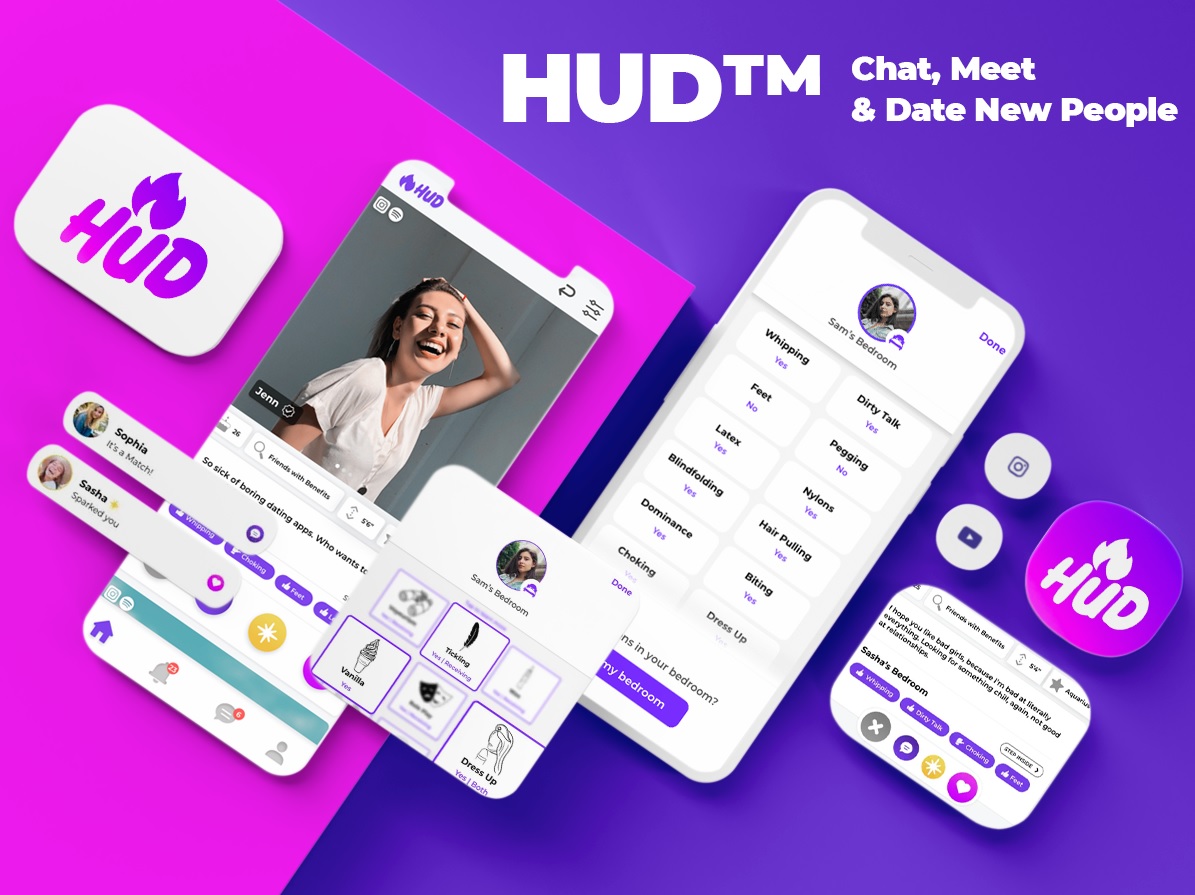 HUD™
Chat, Meet
& Date New People
HUD
HUD
Jenn
26
Friends with Benefits
5'6"
So sick of boring dating apps. Who wants to
Whipping
Choking
Feet
Sophia
It's a Match!
Sasha
Sparked you
23
6
Sam's Bedroom
Done
Tickling
Yes | Receiving
Vanilla
Yes
Dress Up
Yes | Both
Sam's Bedroom
Done
Whipping
Yes
Dirty Talk
Yes
Feet
No
Pegging
No
Latex
Yes
Nylons
Yes
Blindfolding
Yes
Hair Pulling
Yes
Dominance
Yes
Biting
Yes
Choking
Yes
Dress Up
ns in your bedroom?
my bedroom
HUD
Friends with Benefits
5'6"
Aquarius
I hope you like bad girls, because I'm bad at literally
everything. Looking for something chill, again, not good
at relationships.
Sasha's Bedroom
Whipping
Dirty Talk
Choking
Feet
STEP INSIDE